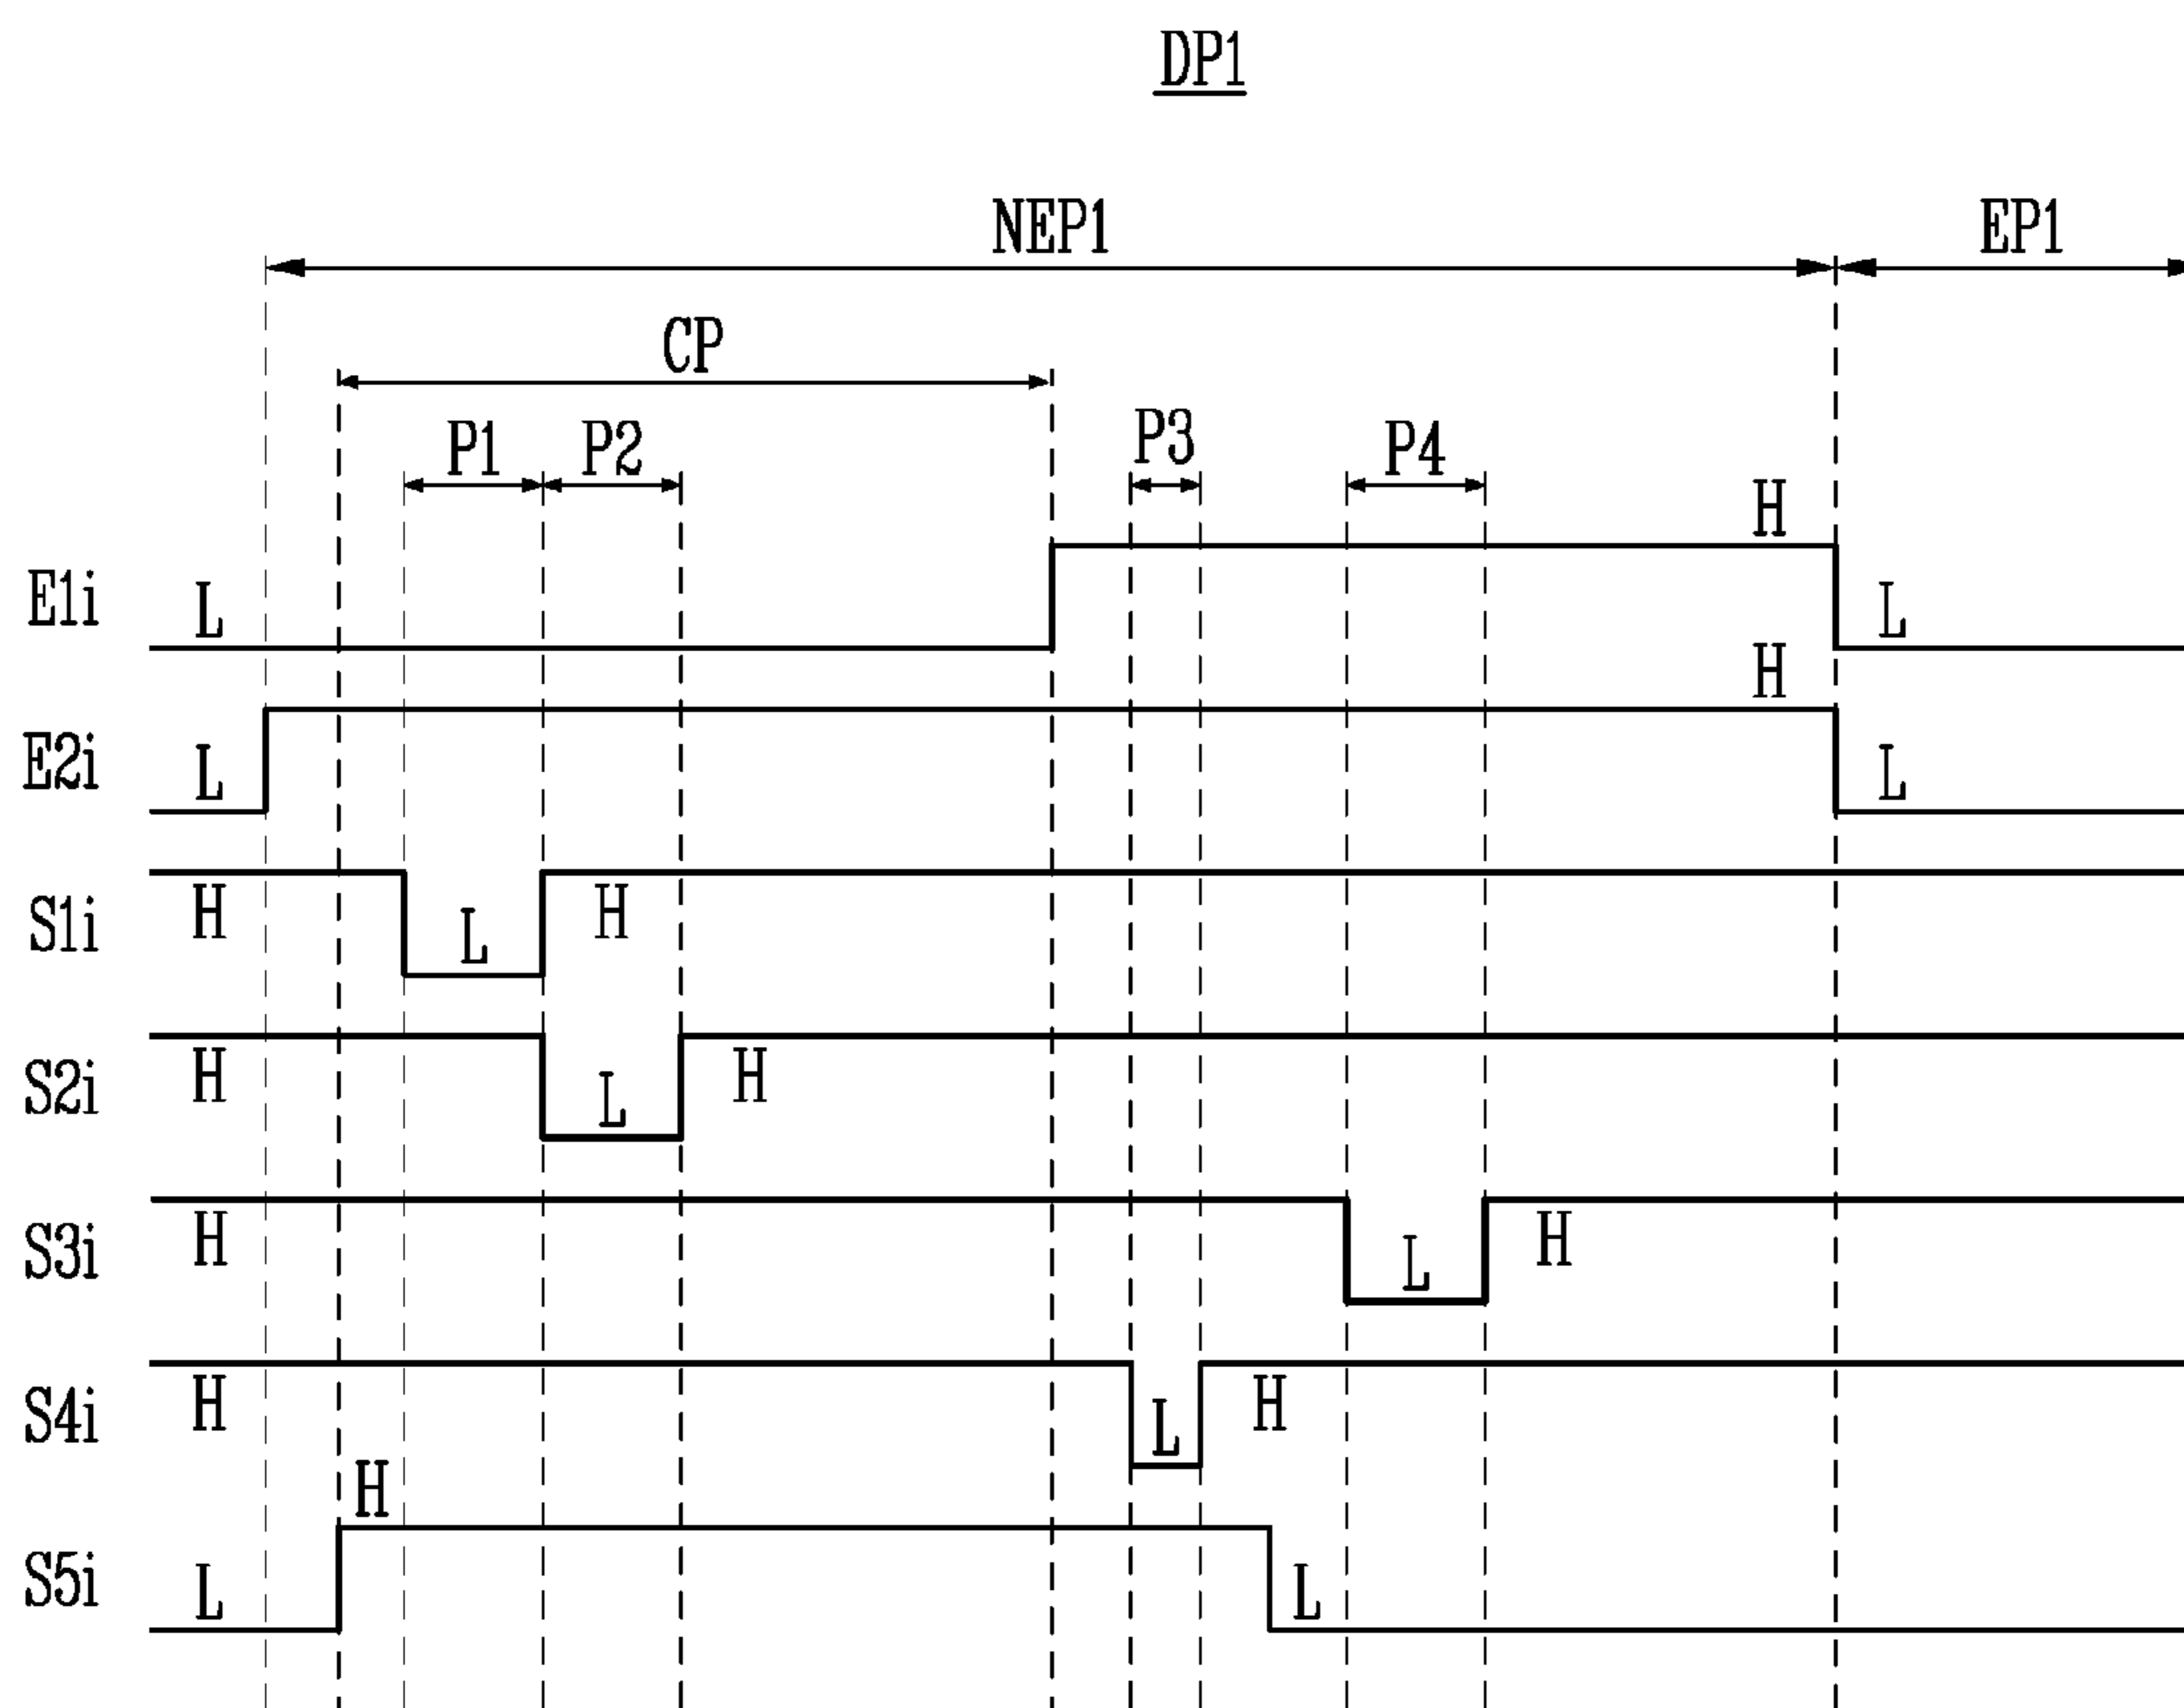 DP1
NEP1 EP1
CP
P1 P2 P3 P4
H
E1i L L
H
E2i L L
S1i H L H
S2i H L H
S3i H L H
S4i H L H
H
S5i L L